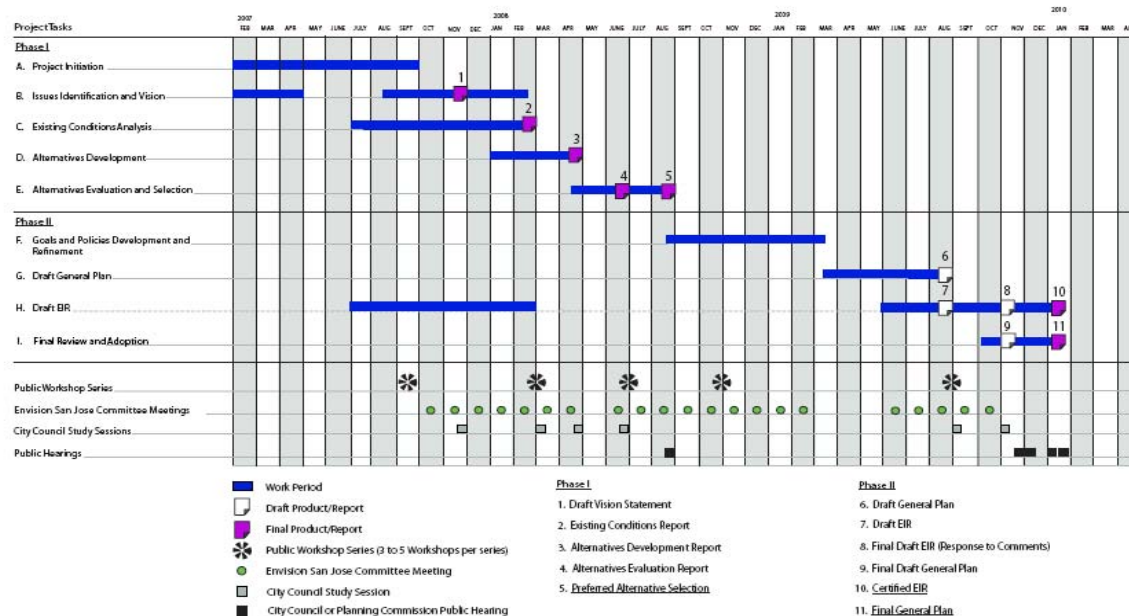 2007 2008 2009 2010
Project Tasks FEB MAR APR MAY JUNE JULY AUG SEPT OCT NOV DEC JAN FEB MAR APR MAY JUNE JULY AUG SEPT OCT NOV DEC JAN FEB MAR APR MAY JUNE JULY AUG SEPT OCT NOV DEC JAN FEB MAR
Phase I
A. Project Initiation
1
B. Issues Identification and Vision
2
C. Existing Conditions Analysis
3
D. Alternatives Development
4 5
E. Alternatives Evaluation and Selection
Phase II
F. Goals and Policies Development and
Refinement
6
G. Draft General Plan
7 8 10
H. Draft EIR
9 11
I. Final Review and Adoption
Public Workshop Series
Envision San Jose Committee Meetings
City Council Study Sessions
Public Hearings
Work Period
Draft Product/Report
Final Product/Report
Public Workshop Series (3 to 5 Workshops per series)
Envision San Jose Committee Meeting
City Council Study Session
City Council or Planning Commission Public Hearing
Phase I
1. Draft Vision Statement
2. Existing Conditions Report
3. Alternatives Development Report
4. Alternatives Evaluation Report
5. Preferred Alternative Selection
Phase II
6. Draft General Plan
7. Draft EIR
8. Final Draft EIR (Response to Comments)
9. Final Draft General Plan
10. Certified EIR
11. Final General Plan